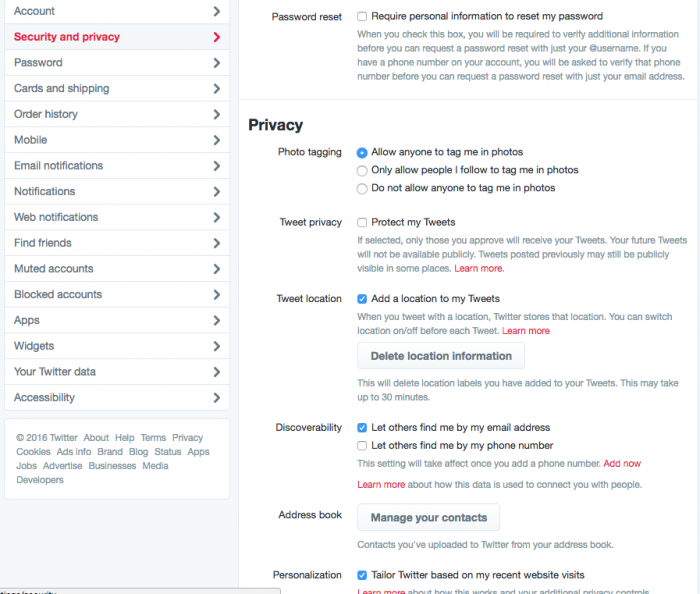 Account
Security and privacy
Password
Cards and shipping
Order history
Mobile
Email notifications
Notifications
Web notifications
Find friends
Muted accounts
Blocked accounts
Apps
Widgets
Your Twitter data
Accessibility
© 2016 Twitter About Help Terms Privacy
Cookies Ads info Brand Blog Status Apps
Jobs Advertise Businesses Media
Developers
Password reset Require personal information to reset my password
When you check this box, you will be required to verify additional information
before you can request a password reset with just your @username. If you
have a phone number on your account, you will be asked to verify that phone
number before you can request a password reset with just your email address.
Privacy
Photo tagging Allow anyone to tag me in photos
Only allow people I follow to tag me in photos
Do not allow anyone to tag me in photos
Tweet privacy Protect my Tweets
If selected, only those you approve will receive your Tweets. Your future Tweets
will not be available publicly. Tweets posted previously may still be publicly
visible in some places. Learn more.
Tweet location Add a location to my Tweets
When you tweet with a location, Twitter stores that location. You can switch
location on/off before each Tweet. Learn more
Delete location information
This will delete location labels you have added to your Tweets. This may take
up to 30 minutes.
Discoverability Let others find me by my email address
Let others find me by my phone number
This setting will take affect once you add a phone number. Add now
Learn more about how this data is used to connect you with people.
Address book Manage your contacts
Contacts you've uploaded to Twitter from your address book.
Personalization Tailor Twitter based on my recent website visits
Learn more about how this works and your additional privacy controls.